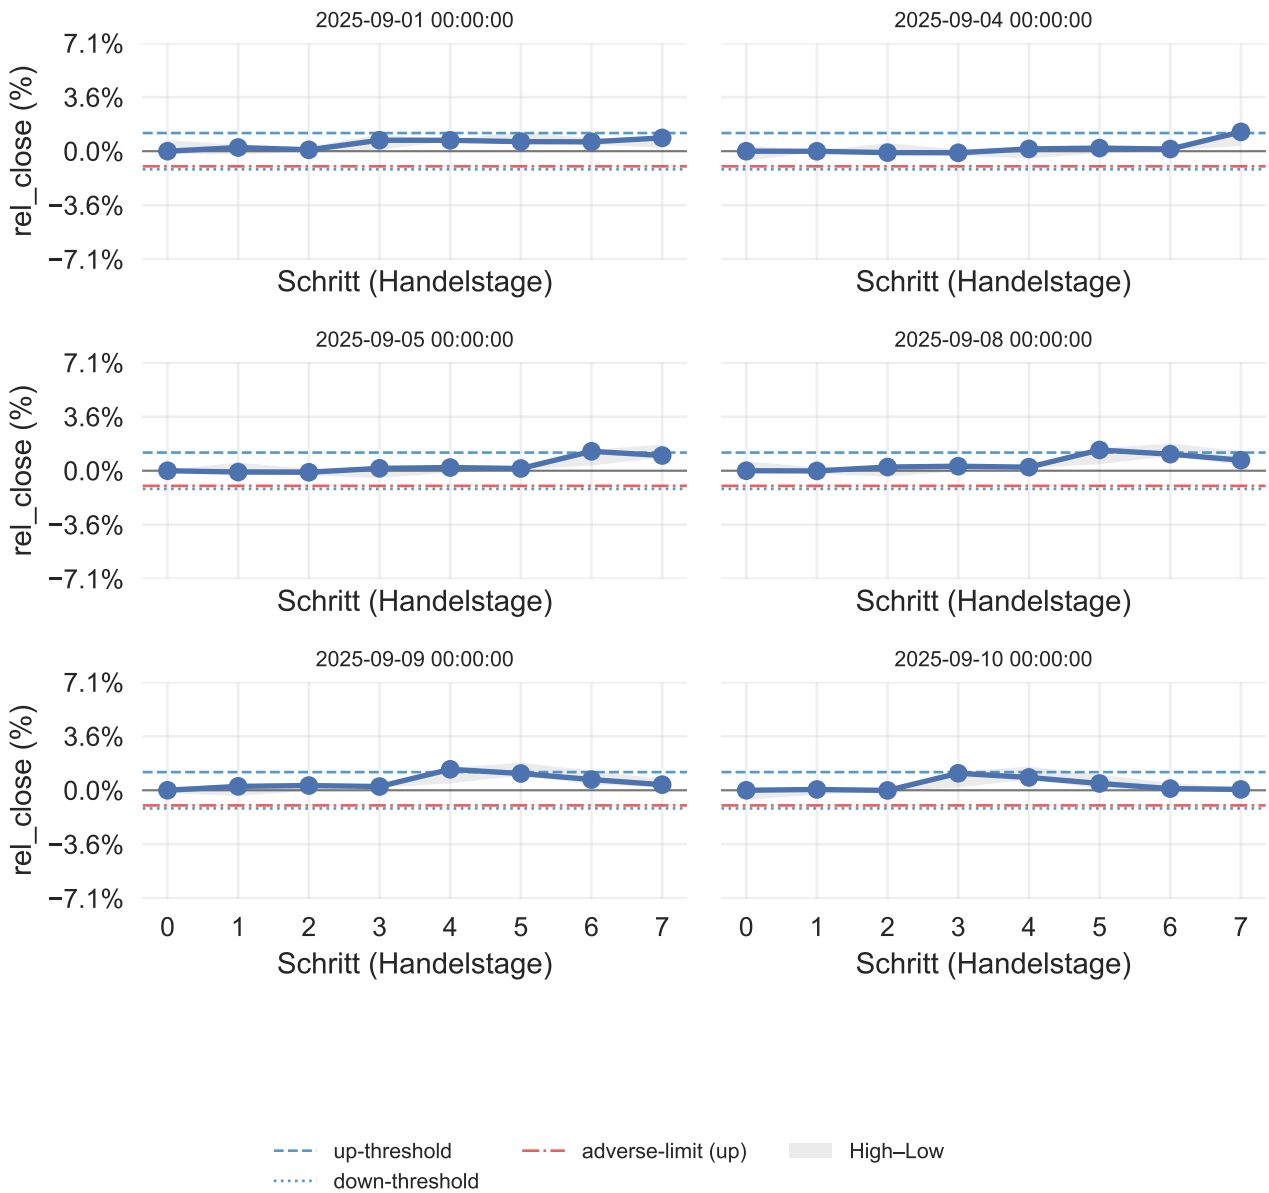 2025-09-01 00:00:00
2025-09-04 00:00:00
7.1%
3.6%
0.0%
−3.6%
−7.1%
rel_close (%)
Schritt (Handelstage)
Schritt (Handelstage)
2025-09-05 00:00:00
2025-09-08 00:00:00
7.1%
3.6%
0.0%
−3.6%
−7.1%
rel_close (%)
Schritt (Handelstage)
Schritt (Handelstage)
2025-09-09 00:00:00
2025-09-10 00:00:00
7.1%
3.6%
0.0%
−3.6%
−7.1%
rel_close (%)
0 1 2 3 4 5 6 7
0 1 2 3 4 5 6 7
Schritt (Handelstage)
Schritt (Handelstage)
up-threshold
down-threshold
adverse-limit (up)
High–Low